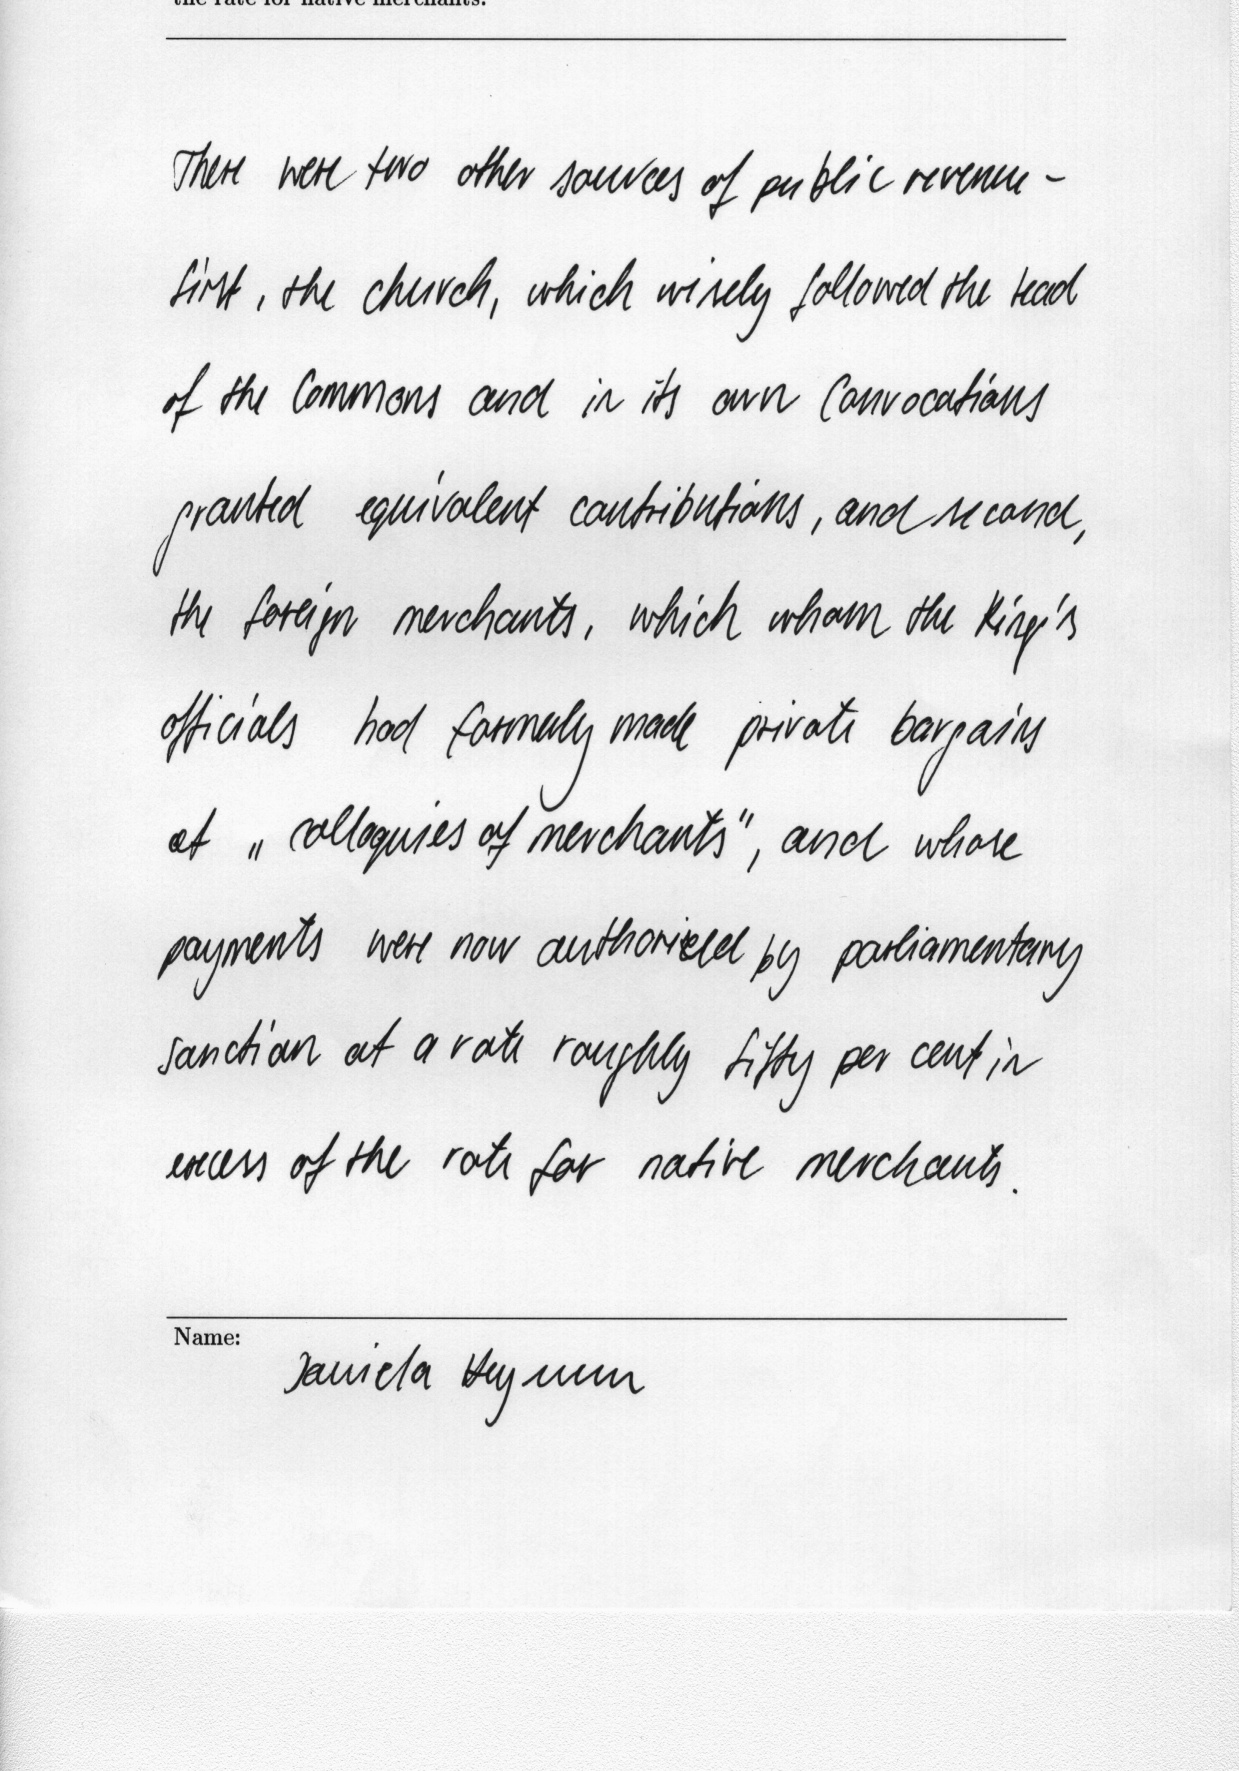 the rate for native merchants.
There were two other sources of public revenue -
first, the church, which wisely followed the lead
of the Commons and in its own Convocations
granted equivalent contributions, and second,
the foreign merchants, which whom the King's
officials had formerly made private bargains
at „ colloquies of merchants", and whose
payments were now authorized by parliamentary
sanction at a rate roughly fifty per cent in
excess of the rate for native merchants.
Name:
Daniela